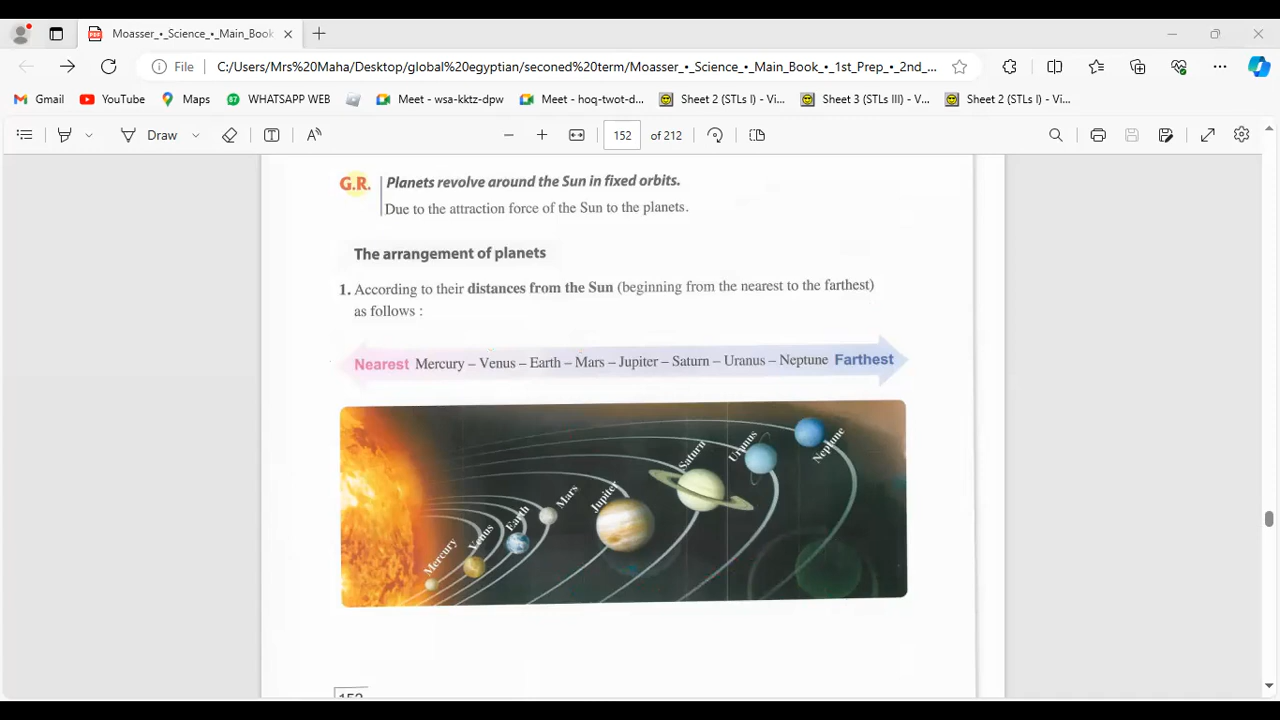 Moasser_•_Science_•_Main_Book
File
C:/Users/Mrs%20Maha/Desktop/global%20egyptian/seconed%20term/Moasser_•_Science_•_Main_Book_•_1st_Prep_•_2nd_...
Gmail YouTube Maps WHATSAPP WEB Meet - wsa-kktz-dpw Meet - hoq-twot-d... Sheet 2 (STLs I) - Vi... Sheet 3 (STLs III) - V... Sheet 2 (STLs I) - Vi...
Draw 152 of 212
G.R. Planets revolve around the Sun in fixed orbits.
Due to the attraction force of the Sun to the planets.
The arrangement of planets
1. According to their distances from the Sun (beginning from the nearest to the farthest)
as follows :
Nearest Mercury – Venus – Earth – Mars – Jupiter – Saturn – Uranus – Neptune Farthest
Mercury
Venus
Earth
Mars
Jupiter
Saturn
Uranus
Neptune
152